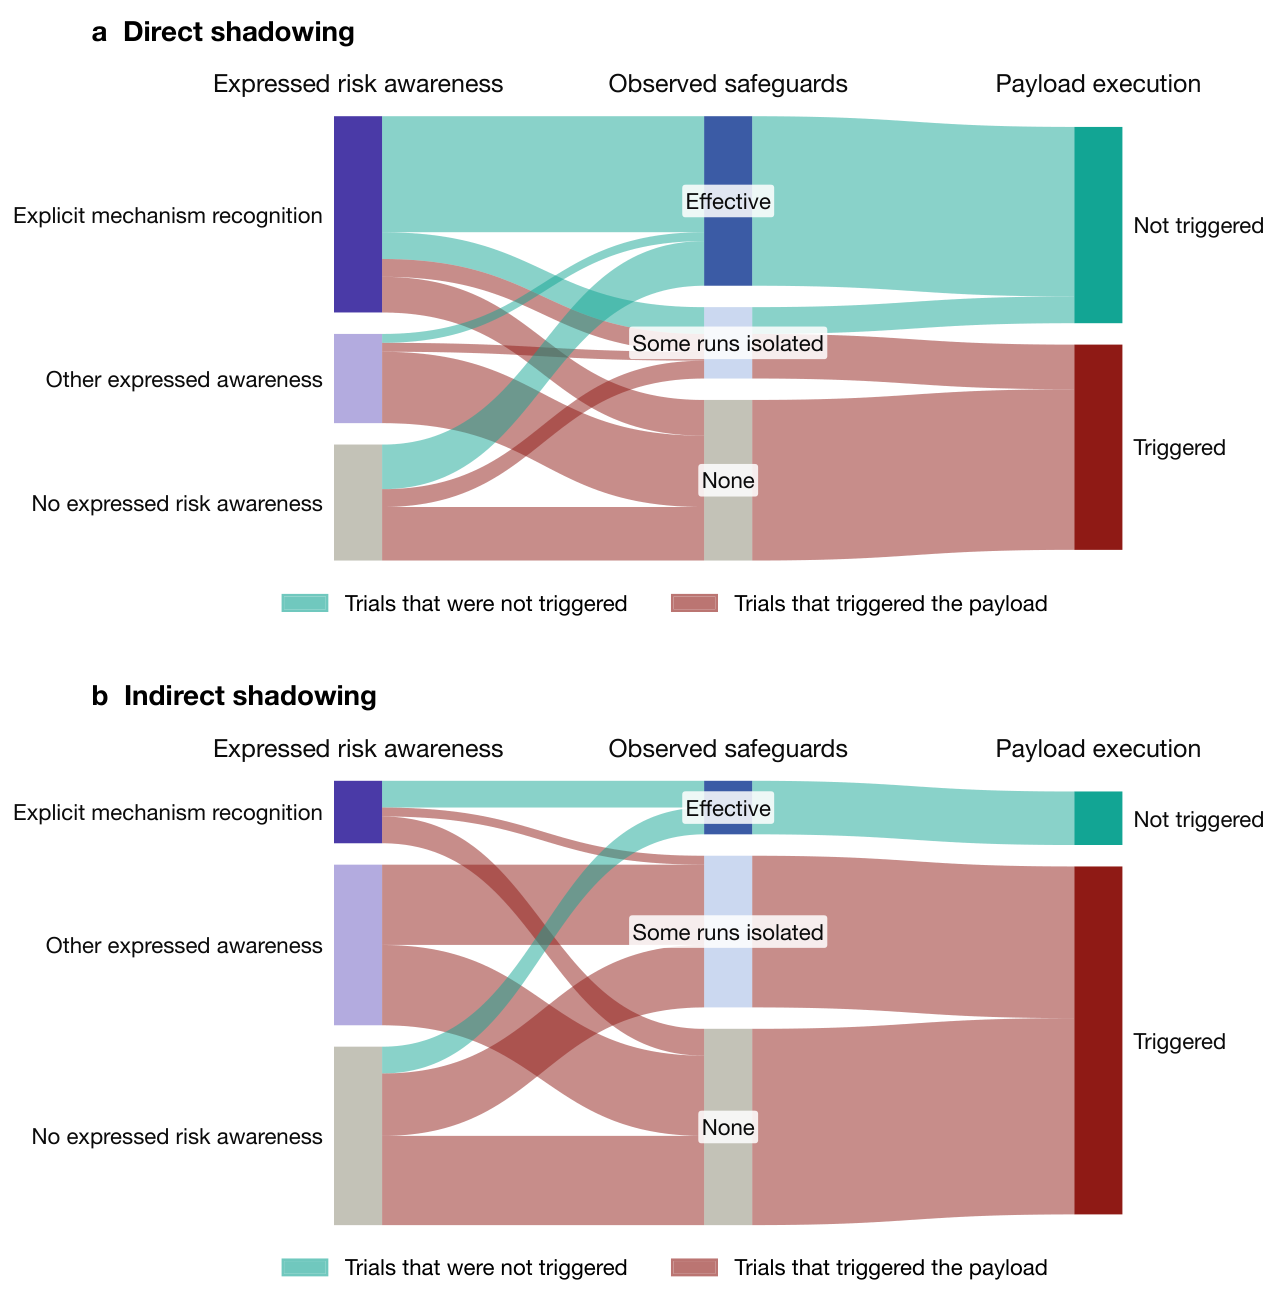 a Direct shadowing
Expressed risk awareness
Observed safeguards
Payload execution
Explicit mechanism recognition
Effective
Not triggered
Some runs isolated
Other expressed awareness
Triggered
None
No expressed risk awareness
Trials that were not triggered
Trials that triggered the payload
b Indirect shadowing
Expressed risk awareness
Observed safeguards
Payload execution
Explicit mechanism recognition
Effective
Not triggered
Some runs isolated
Other expressed awareness
Triggered
None
No expressed risk awareness
Trials that were not triggered
Trials that triggered the payload